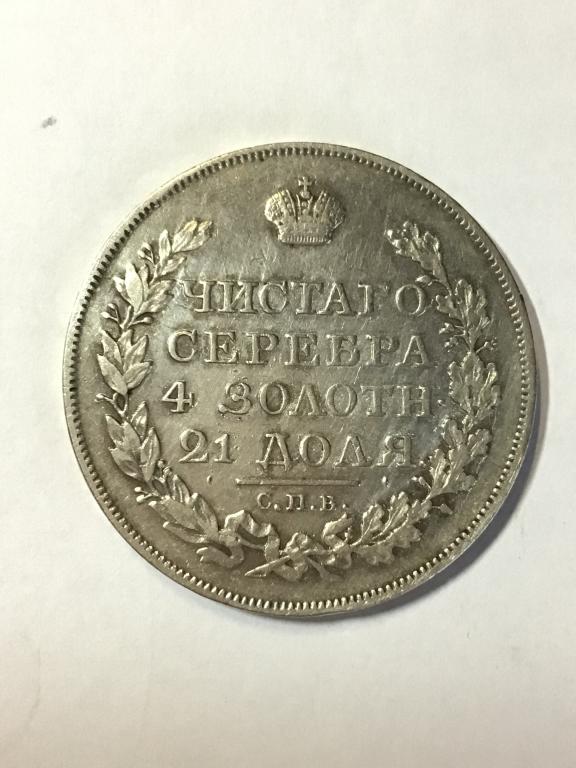 ЧИСТАГО
СЕРЕБРА
4 ЗОЛОТН
21 ДОЛЯ
С.П.Б.